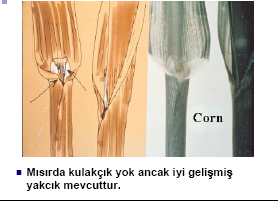 Corn
Mısırda kulakçık yok ancak iyi gelişmiş
yakcık mevcuttur.